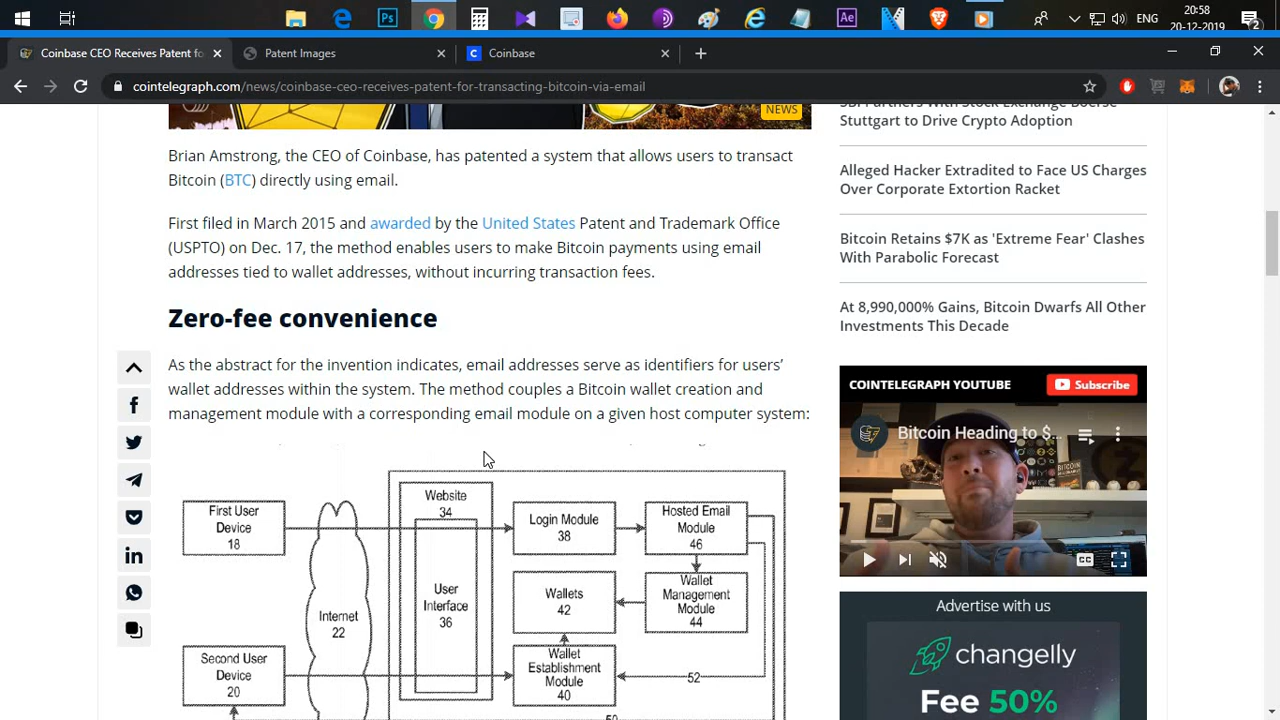 20:58
20-12-2019
ENG
2
Coinbase CEO Receives Patent fo
Patent Images
Coinbase
cointelegraph.com/news/coinbase-ceo-receives-patent-for-transacting-bitcoin-via-email
NEWS
Brian Amstrong, the CEO of Coinbase, has patented a system that allows users to transact
Bitcoin (BTC) directly using email.
First filed in March 2015 and awarded by the United States Patent and Trademark Office
(USPTO) on Dec. 17, the method enables users to make Bitcoin payments using email
addresses tied to wallet addresses, without incurring transaction fees.
Zero-fee convenience
As the abstract for the invention indicates, email addresses serve as identifiers for users’
wallet addresses within the system. The method couples a Bitcoin wallet creation and
management module with a corresponding email module on a given host computer system:
First User
Device
18
Internet
22
Second User
Device
20
Website
34
User
Interface
36
Login Module
38
Hosted Email
Module
46
Wallets
42
Wallet
Management
Module
44
Wallet
Establishment
Module
40
52
50
SBI Partners With Stock Exchange Boerse
Stuttgart to Drive Crypto Adoption
Alleged Hacker Extradited to Face US Charges
Over Corporate Extortion Racket
Bitcoin Retains $7K as 'Extreme Fear' Clashes
With Parabolic Forecast
At 8,990,000% Gains, Bitcoin Dwarfs All Other
Investments This Decade
COINTELEGRAPH YOUTUBE
Subscribe
Bitcoin Heading to $...
CC
Advertise with us
changelly
Fee 50%